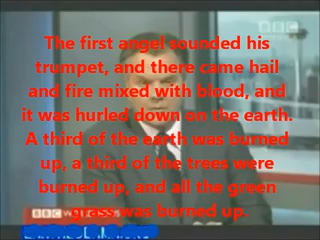 BBC
The first angel sounded his
trumpet, and there came hail
and fire mixed with blood, and
it was hurled down on the earth.
A third of the earth was burned
up, a third of the trees were
burned up, and all the green
grass was burned up.
BBC